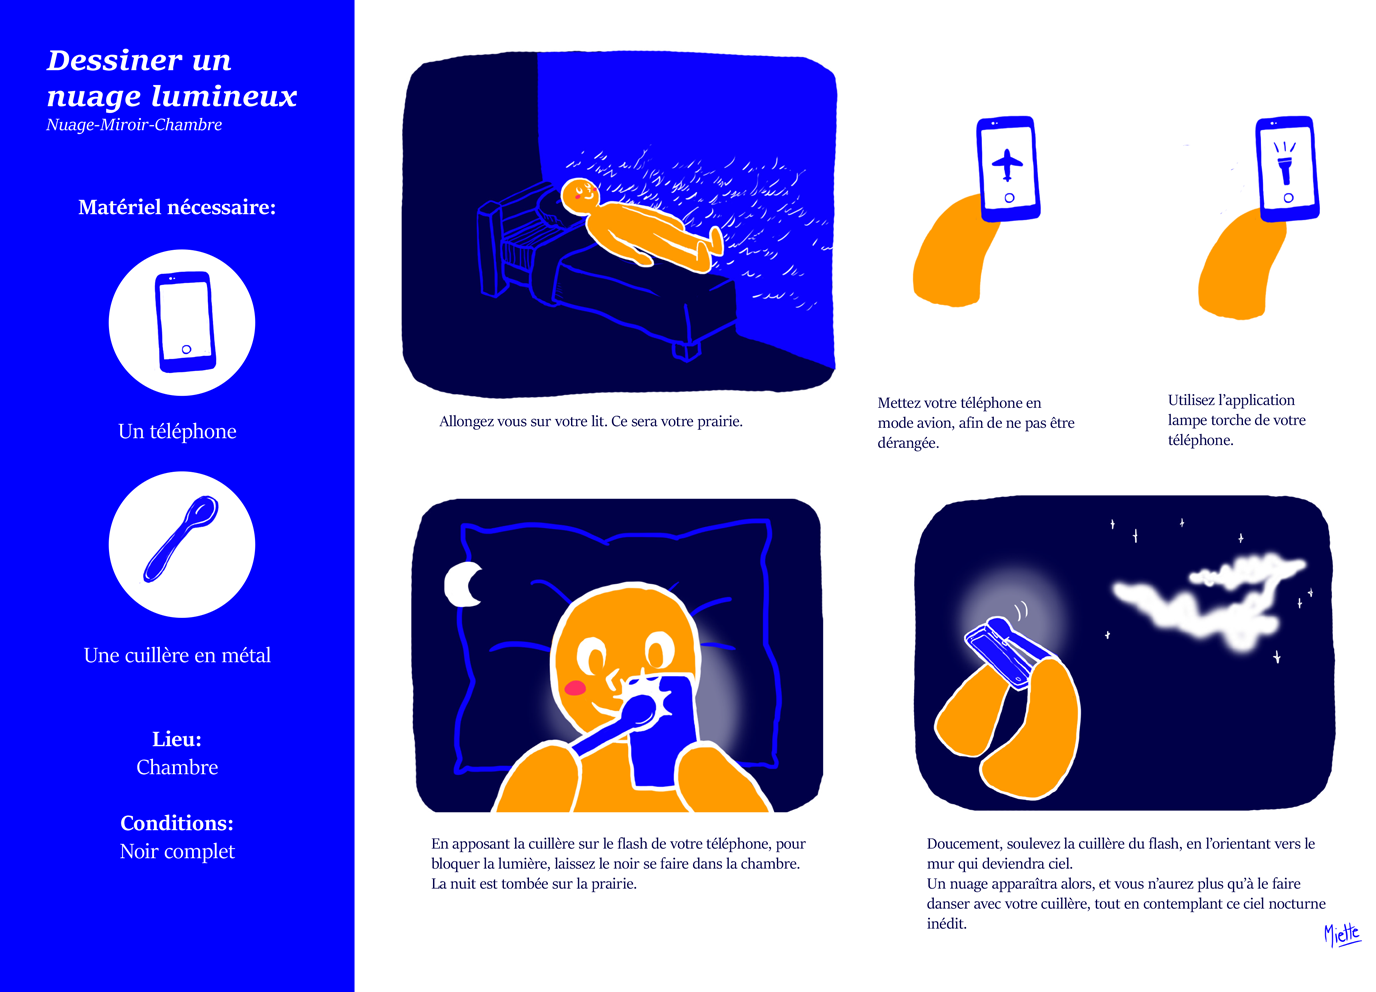 Dessiner un
nuage lumineux
Nuage-Miroir-Chambre
Matériel nécessaire:
Un téléphone
Une cuillère en métal
Lieu:
Chambre
Conditions:
Noir complet
Allongez vous sur votre lit. Ce sera votre prairie.
Mettez votre téléphone en
mode avion, afin de ne pas être
dérangée.
Utilisez l’application
lampe torche de votre
téléphone.
En apposant la cuillère sur le flash de votre téléphone, pour
bloquer la lumière, laissez le noir se faire dans la chambre.
La nuit est tombée sur la prairie.
Doucement, soulevez la cuillère du flash, en l’orientant vers le
mur qui deviendra ciel.
Un nuage apparaîtra alors, et vous n’aurez plus qu’à le faire
danser avec votre cuillère, tout en contemplant ce ciel nocturne
inédit.
Miette